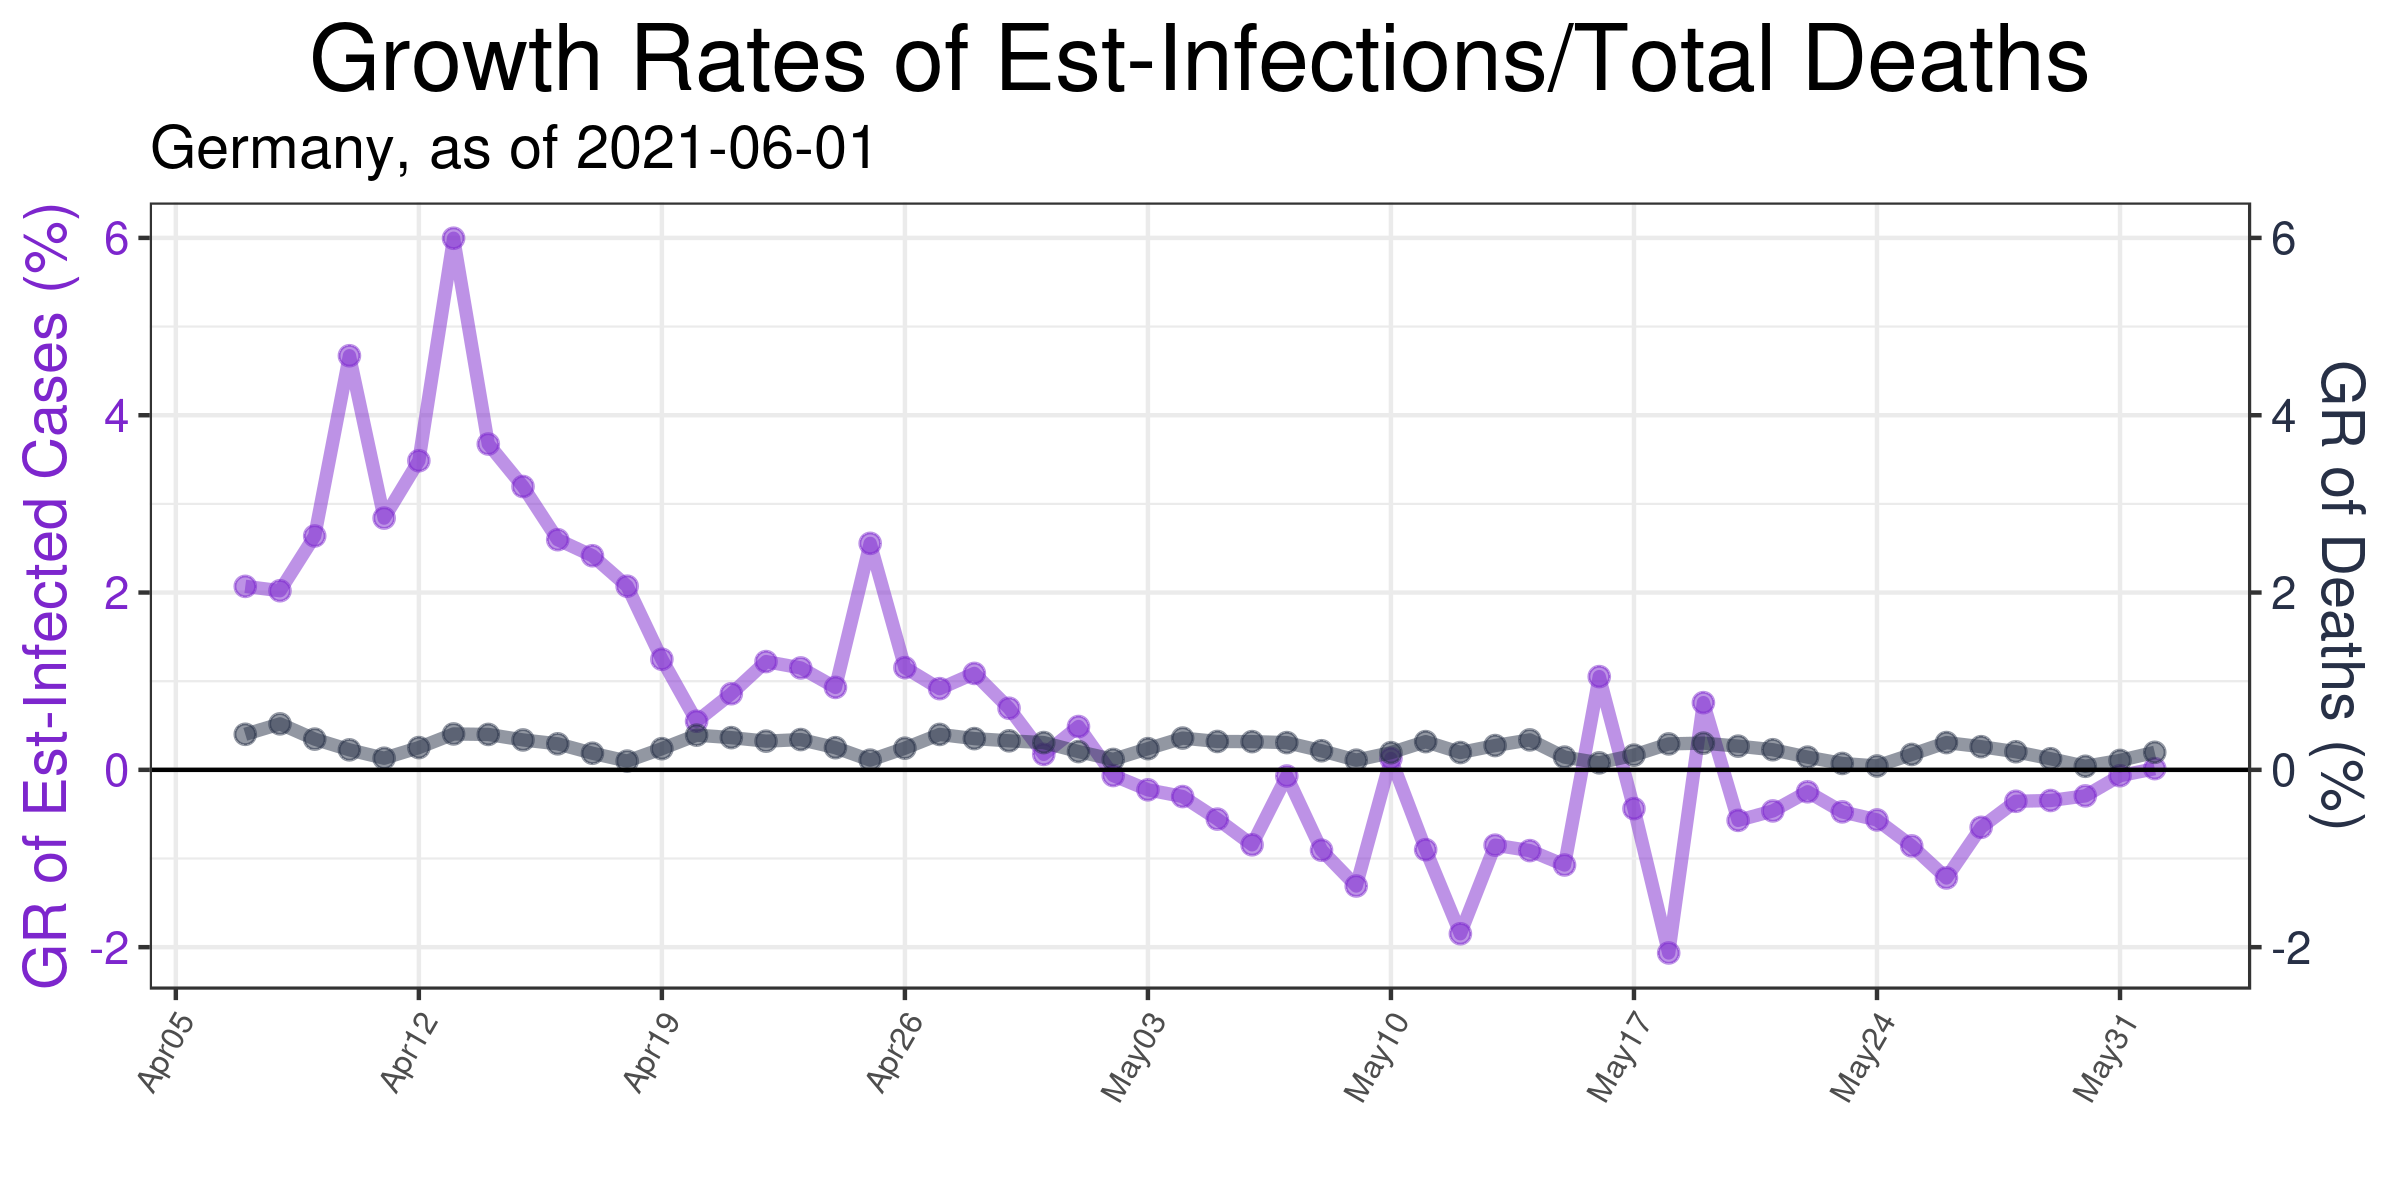 Growth Rates of Est-Infections/Total Deaths
Germany, as of 2021-06-01
GR of Est-Infected Cases (%)
6
4
2
0
-2
6
4
2
0
-2
GR of Deaths (%)
Apr05
Apr12
Apr19
Apr26
May03
May10
May17
May24
May31